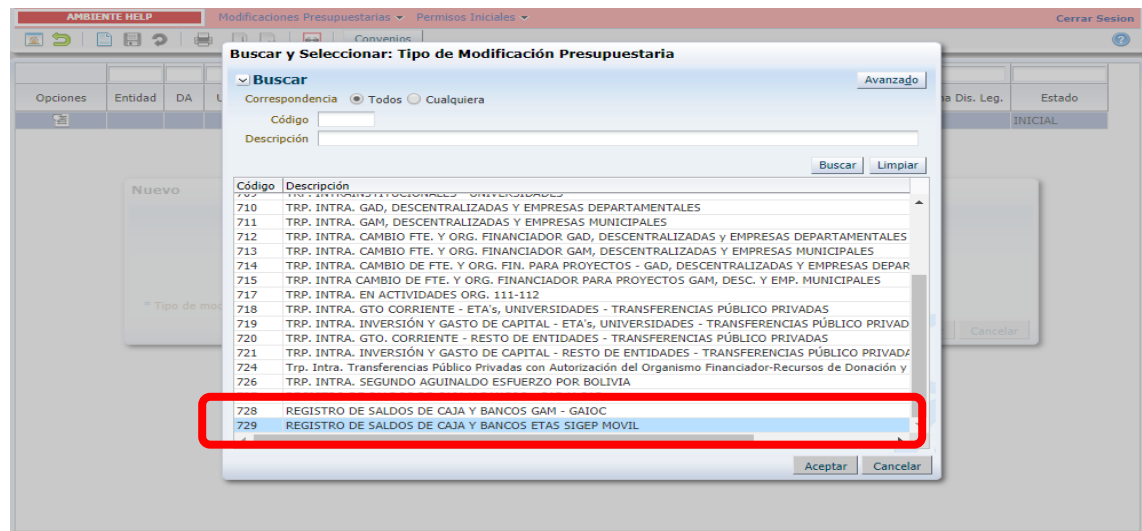 AMBIENTE HELP Modificaciones Presupuestarias Permisos Iniciales Cerrar Sesion
Convenios
Buscar y Seleccionar: Tipo de Modificación Presupuestaria
Buscar Avanzado
Correspondencia Todos Cualquiera
Opciones Entidad DA Dis. Leg. Estado
Código
INICIAL
Descripción
Buscar Limpiar
Nuevo
Código Descripción
709 TRP. INTRAINSTITUCIONALES - UNIVERSIDADES
710 TRP. INTRA. GAD, DESCENTRALIZADAS Y EMPRESAS DEPARTAMENTALES
711 TRP. INTRA. GAM, DESCENTRALIZADAS Y EMPRESAS MUNICIPALES
712 TRP. INTRA. CAMBIO FTE. Y ORG. FINANCIADOR GAD, DESCENTRALIZADAS y EMPRESAS DEPARTAMENTALES
713 TRP. INTRA. CAMBIO FTE. Y ORG. FINANCIADOR GAM, DESCENTRALIZADAS Y EMPRESAS MUNICIPALES
714 TRP. INTRA. CAMBIO DE FTE. Y ORG. FIN. PARA PROYECTOS - GAD, DESCENTRALIZADAS Y EMPRESAS DEPAR
715 TRP. INTRA CAMBIO DE FTE. Y ORG. FINANCIADOR PARA PROYECTOS GAM, DESC. Y EMP. MUNICIPALES
717 TRP. INTRA. EN ACTIVIDADES ORG. 111-112
718 TRP. INTRA. GTO CORRIENTE - ETA's, UNIVERSIDADES - TRANSFERENCIAS PÚBLICO PRIVADAS
* Tipo de mod
719 TRP. INTRA. INVERSIÓN Y GASTO DE CAPITAL - ETA's, UNIVERSIDADES - TRANSFERENCIAS PÚBLICO PRIVAD
720 TRP. INTRA. GTO. CORRIENTE - RESTO DE ENTIDADES - TRANSFERENCIAS PÚBLICO PRIVADAS
Cancelar
721 TRP. INTRA. INVERSIÓN Y GASTO DE CAPITAL - RESTO DE ENTIDADES - TRANSFERENCIAS PÚBLICO PRIVADA
724 Trp. Intra. Transferencias Público Privadas con Autorización del Organismo Financiador-Recursos de Donación y
726 TRP. INTRA. SEGUNDO AGUINALDO ESFUERZO POR BOLIVIA
728 REGISTRO DE SALDOS DE CAJA Y BANCOS GAM - GAIOC
729 REGISTRO DE SALDOS DE CAJA Y BANCOS ETAS SIGEP MOVIL
Aceptar Cancelar